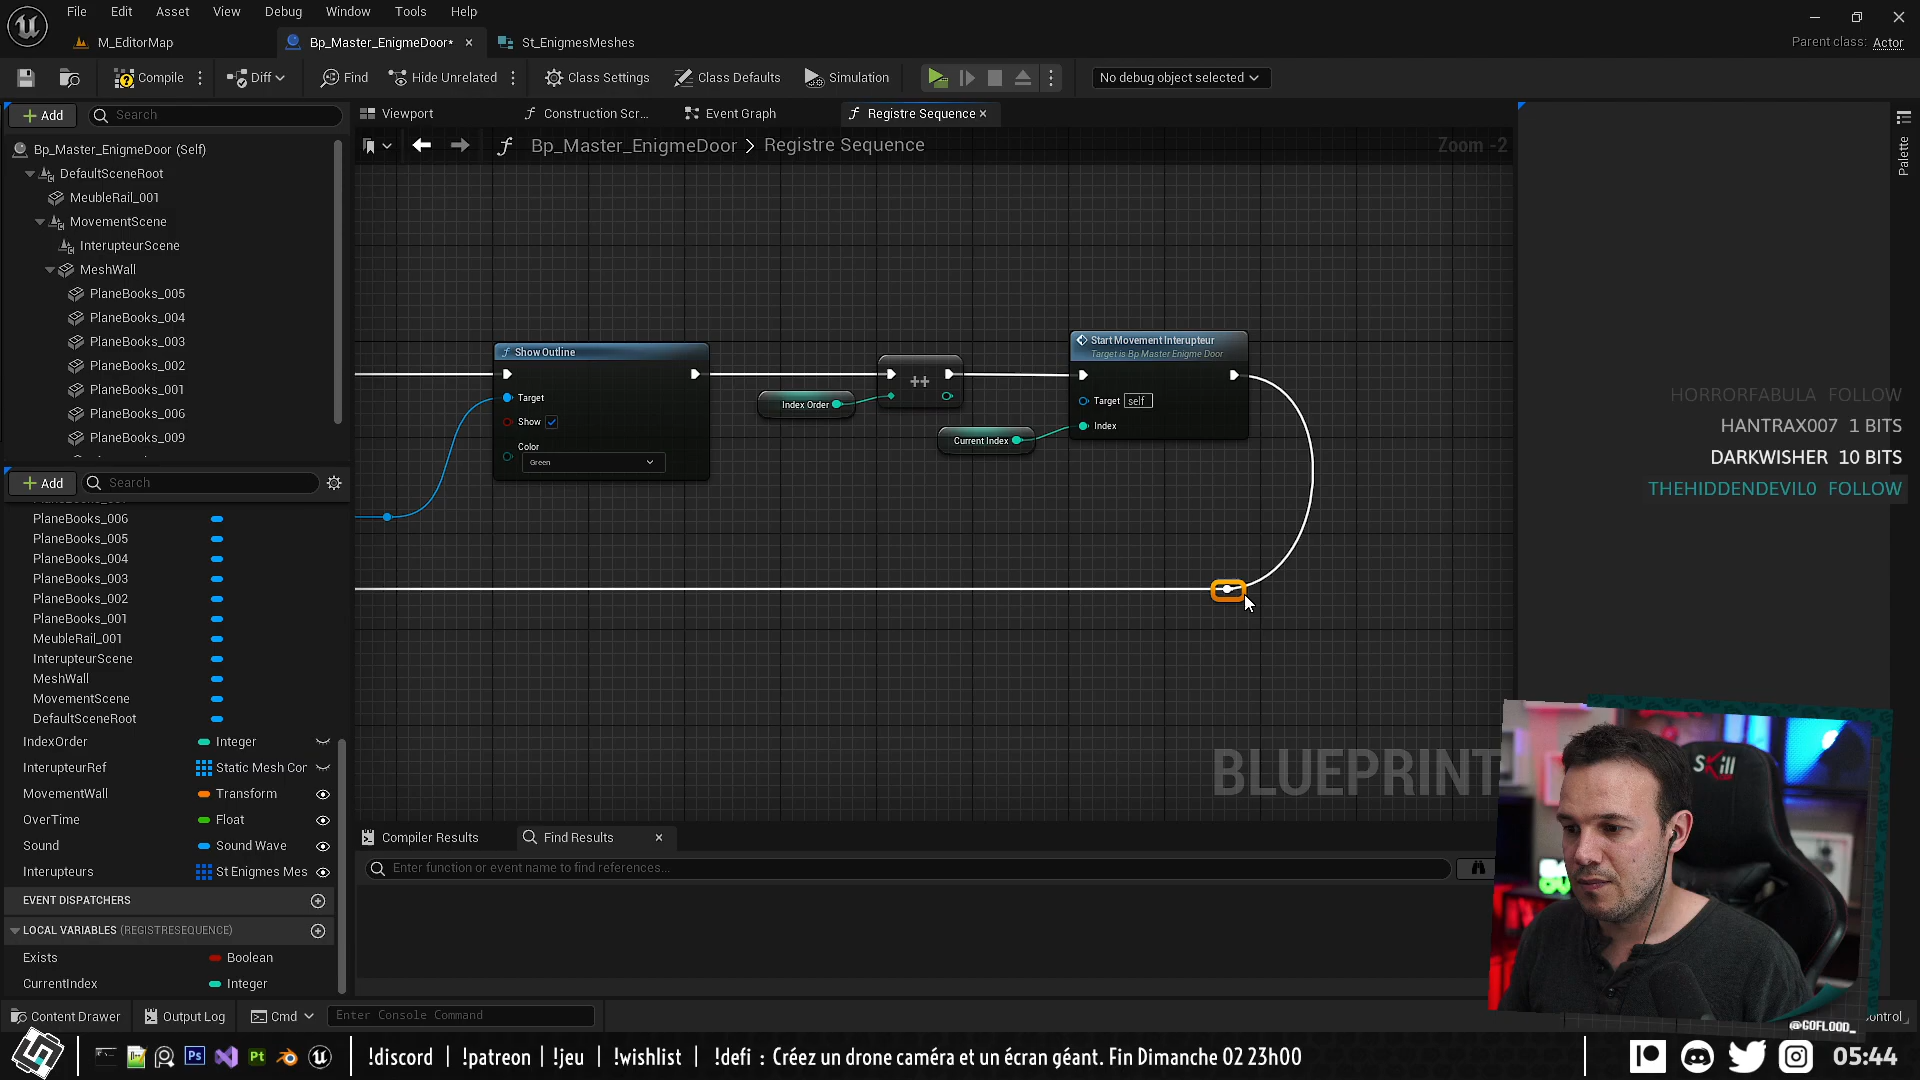 File Edit Asset View Debug Window Tools Help
M_EditorMap
Bp_Master_EnigmeDoor*
St_EnigmesMeshes
Parent class: Actor
Compile
Diff
Find
Hide Unrelated
Class Settings
Class Defaults
Simulation
No debug object selected
Add
Search
Viewport
Construction Scr...
Event Graph
Registre Sequence
Bp_Master_EnigmeDoor > Registre Sequence
Zoom -2
Palette
Bp_Master_EnigmeDoor (Self)
DefaultSceneRoot
MeubleRail_001
MovementScene
InterupteurScene
MeshWall
PlaneBooks_005
PlaneBooks_004
PlaneBooks_003
PlaneBooks_002
PlaneBooks_001
PlaneBooks_006
PlaneBooks_009
Show Outline
Target
Show
Color
Green
Index Order
++
Current Index
Start Movement Interupteur
Target is Bp Master Enigme Door
Target self
Index
HORRORFABULA FOLLOW
HANTRAX007 1 BITS
DARKWISHER 10 BITS
THEHIDDENDEVIL0 FOLLOW
BLUEPRINT
Add
Search
PlaneBooks_006
PlaneBooks_005
PlaneBooks_004
PlaneBooks_003
PlaneBooks_002
PlaneBooks_001
MeubleRail_001
InterupteurScene
MeshWall
MovementScene
DefaultSceneRoot
IndexOrder Integer
InterupteurRef Static Mesh Cor
MovementWall Transform
OverTime Float
Sound Sound Wave
Interupteurs St Enigmes Mes
EVENT DISPATCHERS
LOCAL VARIABLES (REGISTRESEQUENCE)
Exists Boolean
CurrentIndex Integer
Compiler Results
Find Results
Enter function or event name to find references...
Content Drawer
Output Log
Cmd
Enter Console Command
ontrol
Skill
@GOFLOOD_
Ps
Pt
!discord | !patreon | !jeu | !wishlist | !defi : Créez un drone caméra et un écran géant. Fin Dimanche 02 23h00
05:44